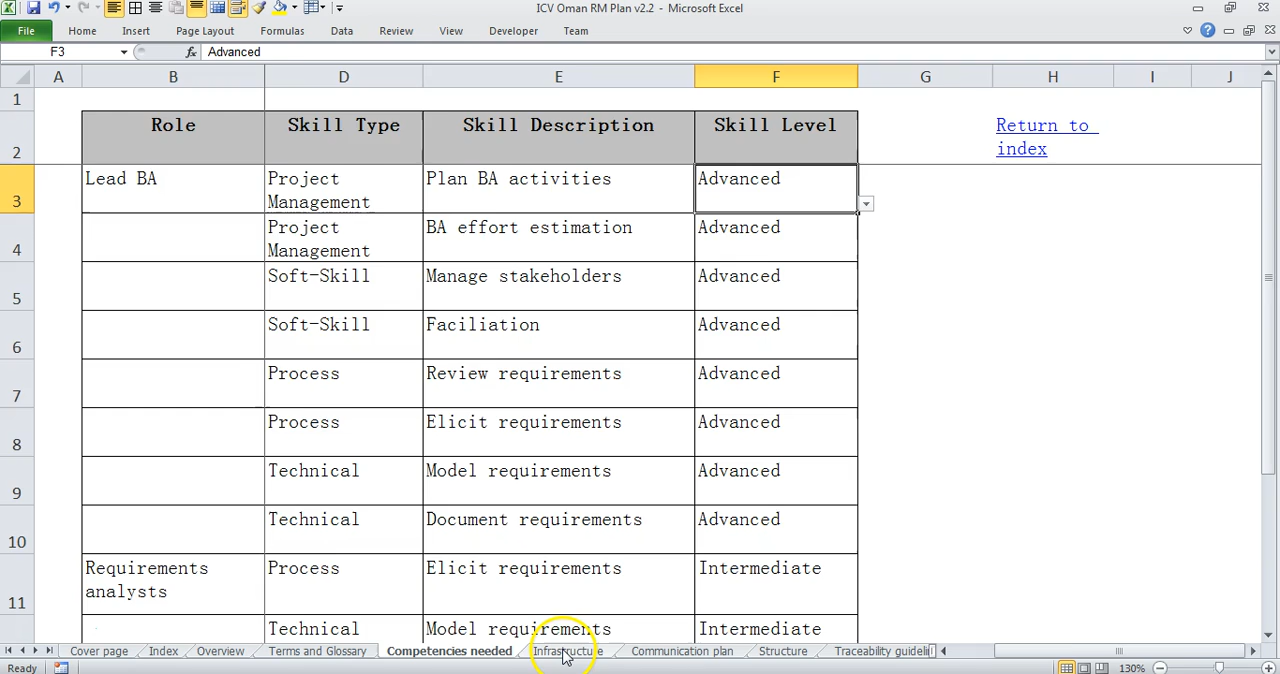 ICV Oman RM Plan v2.2 - Microsoft Excel
File Home Insert Page Layout Formulas Data Review View Developer Team
F3 fx Advanced
A B D E F G H I J
1
2 Role Skill Type Skill Description Skill Level Return to
index
3 Lead BA Project Plan BA activities Advanced
Management
4 Project BA effort estimation Advanced
Management
5 Soft-Skill Manage stakeholders Advanced
6 Soft-Skill Faciliation Advanced
7 Process Review requirements Advanced
8 Process Elicit requirements Advanced
9 Technical Model requirements Advanced
10 Technical Document requirements Advanced
11 Requirements Process Elicit requirements Intermediate
analysts
Technical Model requirements Intermediate
Cover page Index Overview Terms and Glossary Competencies needed Infrastructure Communication plan Structure Traceability guideli
Ready 130%